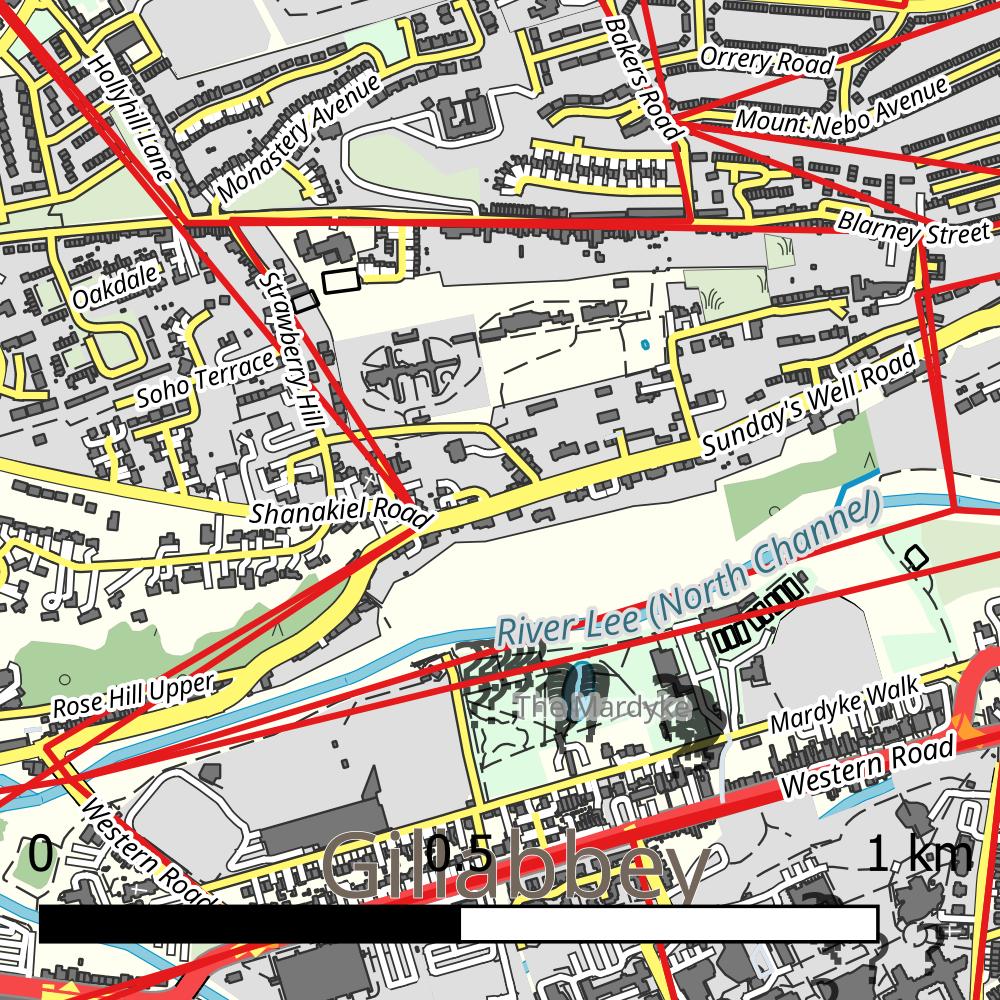 Baker's Road
Orrery Road
Hollyhill Lane
Monastery Avenue
Mount Nebo Avenue
Blarney Street
Oakdale
Strawberry Hill
Soho Terrace
Sunday's Well Road
Shanakiel Road
River Lee (North Channel)
Rose Hill Upper
The Mardyke
Mardyke Walk
Western Road
Western Road
Gillabbey
0 0.5 1 km